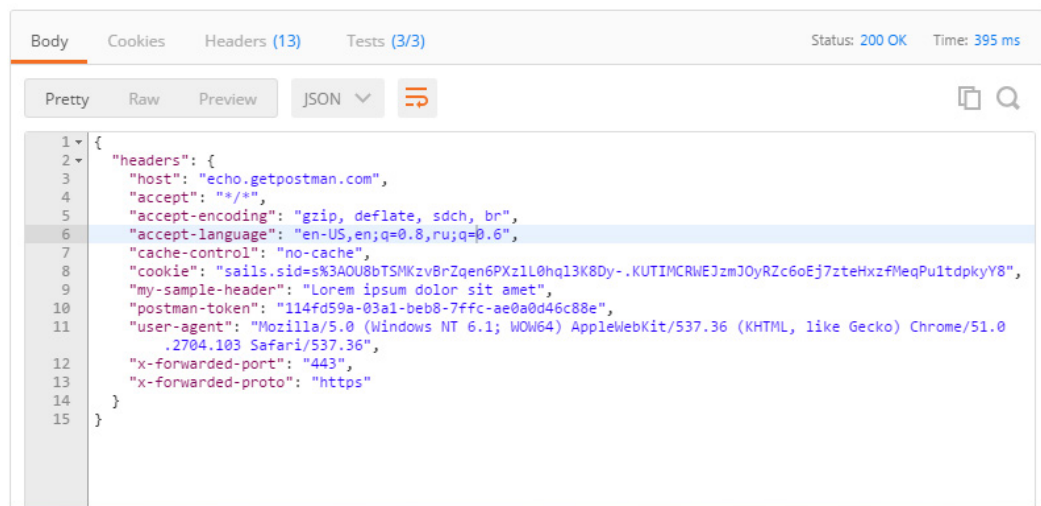 Body Cookies Headers (13) Tests (3/3) Status: 200 OK Time: 395 ms
Pretty Raw Preview JSON
1 {
2 "headers": {
3 "host": "echo.getpostman.com",
4 "accept": "*/*",
5 "accept-encoding": "gzip, deflate, sdch, br",
6 "accept-language": "en-US,en;q=0.8,ru;q=0.6",
7 "cache-control": "no-cache",
8 "cookie": "sails.sid=s%3AOU8bTSMKzvBrZqen6PXzlL0hql3K8Dy-.KUTIMCRWEJzmJOyRZc6oEj7zteHxzfMeqPu1tdpkyY8",
9 "my-sample-header": "Lorem ipsum dolor sit amet",
10 "postman-token": "114fd59a-03a1-beb8-7ffc-ae0a0d46c88e",
11 "user-agent": "Mozilla/5.0 (Windows NT 6.1; WOW64) AppleWebKit/537.36 (KHTML, like Gecko) Chrome/51.0
.2704.103 Safari/537.36",
12 "x-forwarded-port": "443",
13 "x-forwarded-proto": "https"
14 }
15 }